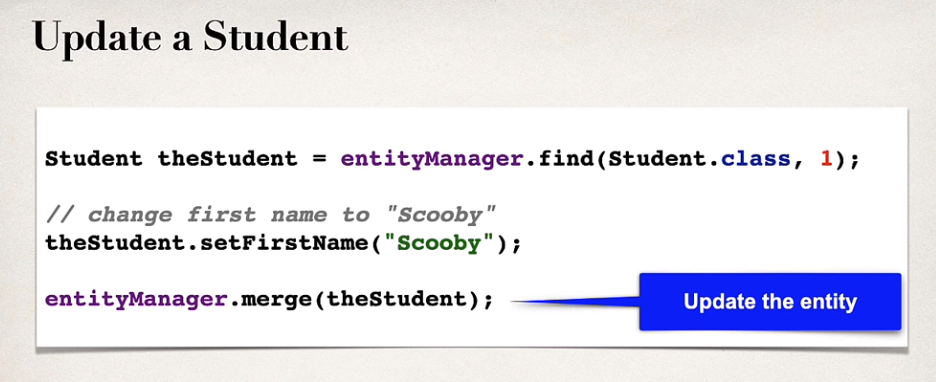 Update a Student
Student theStudent = entityManager.find(Student.class, 1);
// change first name to "Scooby"
theStudent.setFirstName("Scooby");
entityManager.merge(theStudent);
Update the entity